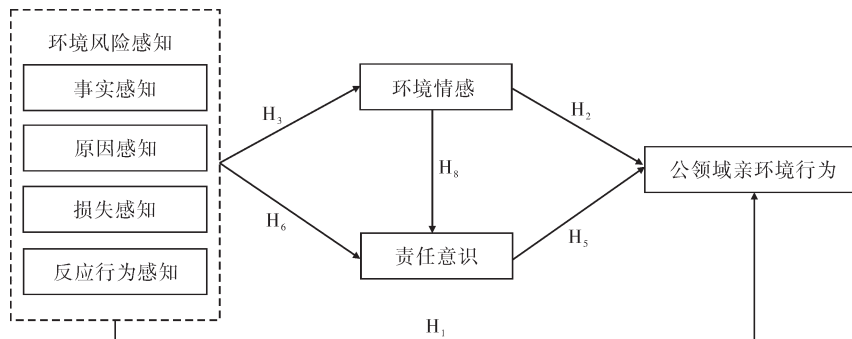 环境风险感知
事实感知
原因感知
损失感知
反应行为感知
H₃
H₆
环境情感
H₈
责任意识
H₂
H₅
公领域亲环境行为
H₁